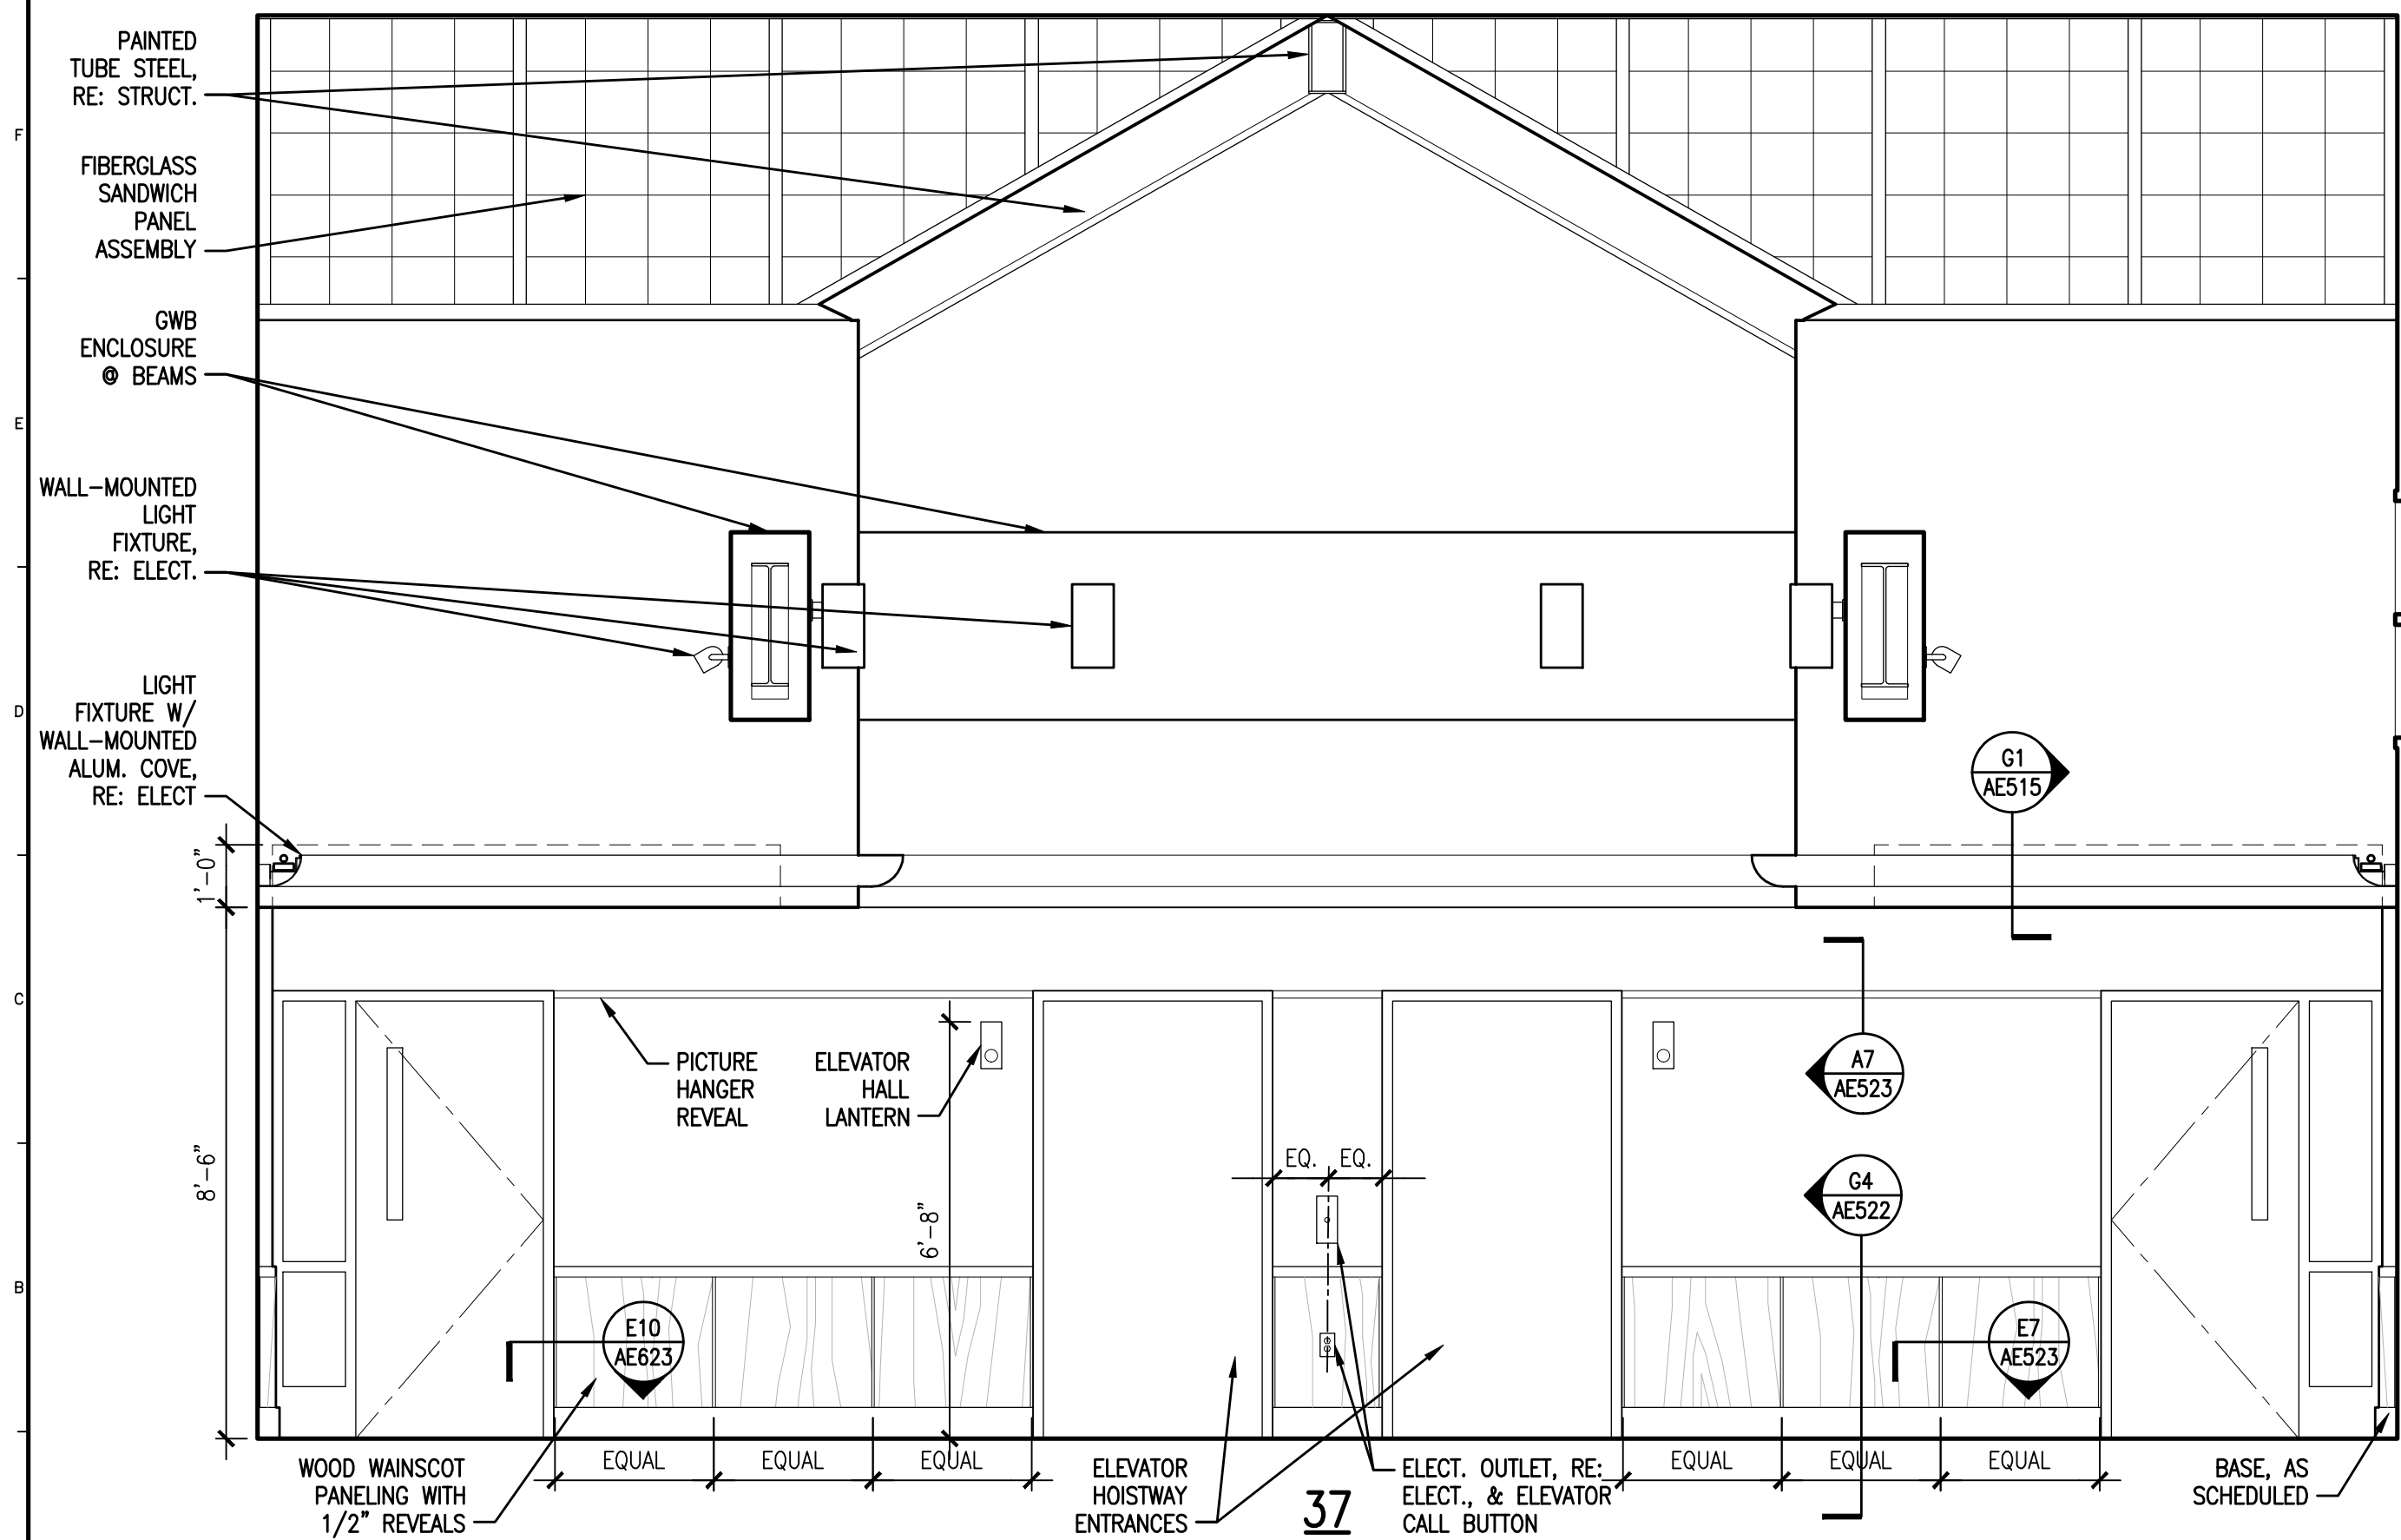 PAINTED
TUBE STEEL,
RE: STRUCT.
F
FIBERGLASS
SANDWICH
PANEL
ASSEMBLY
GWB
ENCLOSURE
@ BEAMS
E
WALL-MOUNTED
LIGHT
FIXTURE,
RE: ELECT.
LIGHT
FIXTURE W/
WALL-MOUNTED
ALUM. COVE,
RE: ELECT
D
G1
AE515
1'-0"
C
PICTURE
HANGER
REVEAL
ELEVATOR
HALL
LANTERN
A7
AE523
8'-6"
6'-8"
EQ. EQ.
G4
AE522
B
E10
AE623
E7
AE523
EQUAL EQUAL EQUAL
EQUAL EQUAL EQUAL
WOOD WAINSCOT
PANELING WITH
1/2" REVEALS
ELEVATOR
HOISTWAY
ENTRANCES
37
ELECT. OUTLET, RE:
ELECT., & ELEVATOR
CALL BUTTON
BASE, AS
SCHEDULED